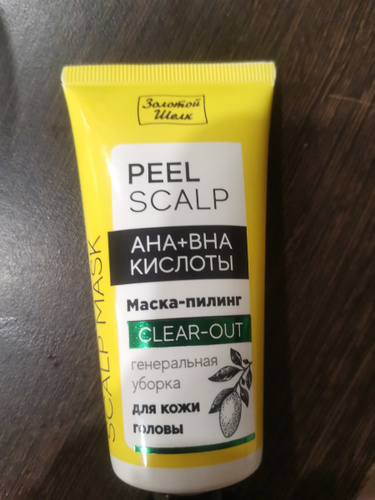 Золотой
Шелк
PEEL
SCALP
AHA+BHA
КИСЛОТЫ
Маска-пилинг
CLEAR-OUT
генеральная
уборка
для кожи
головы
SCALP MASK